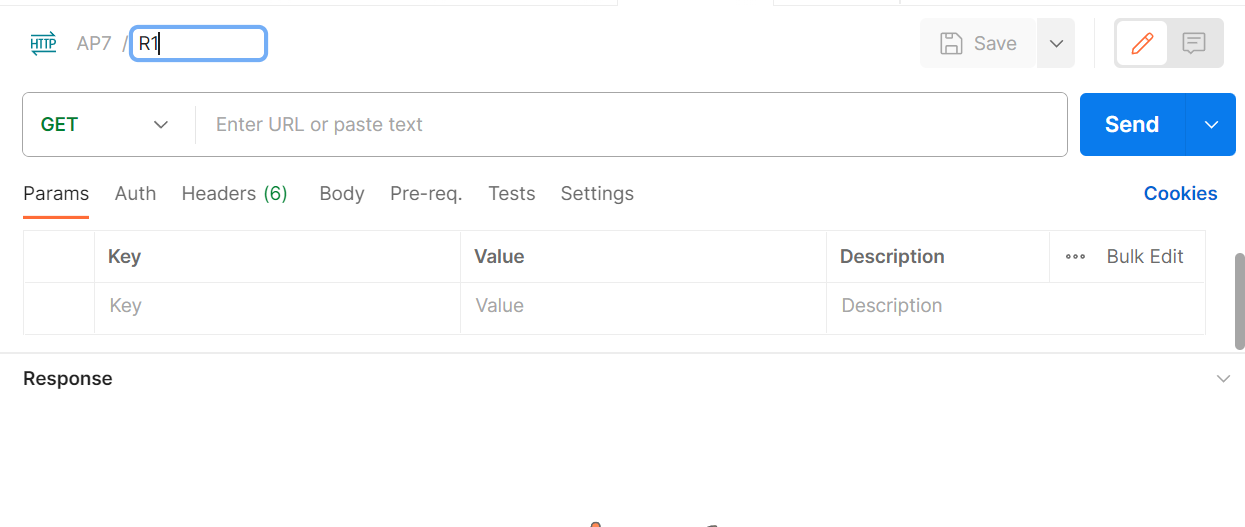 HTTP AP7 / R1 Save
GET Enter URL or paste text Send
Params Auth Headers (6) Body Pre-req. Tests Settings Cookies
Key Value Description Bulk Edit
Key Value Description
Response